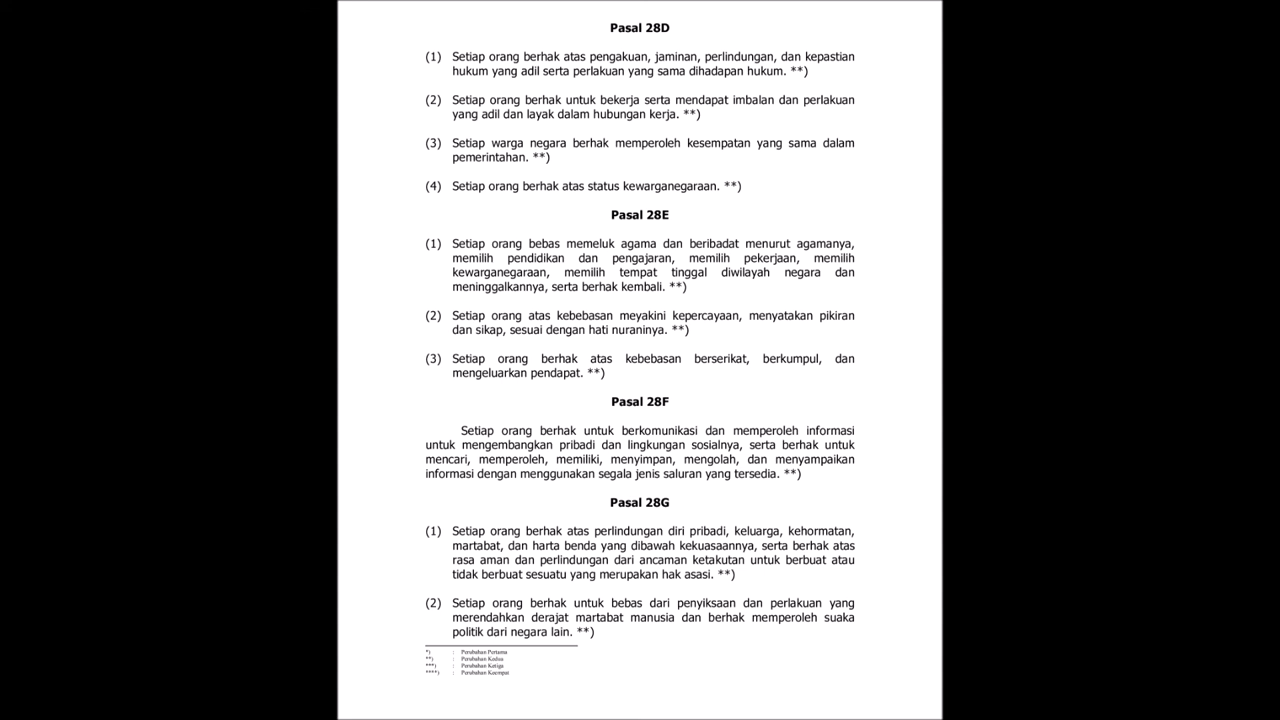 Pasal 28D
(1) Setiap orang berhak atas pengakuan, jaminan, perlindungan, dan kepastian
hukum yang adil serta perlakuan yang sama dihadapan hukum. **)
(2) Setiap orang berhak untuk bekerja serta mendapat imbalan dan perlakuan
yang adil dan layak dalam hubungan kerja. **)
(3) Setiap warga negara berhak memperoleh kesempatan yang sama dalam
pemerintahan. **)
(4) Setiap orang berhak atas status kewarganegaraan. **)
Pasal 28E
(1) Setiap orang bebas memeluk agama dan beribadat menurut agamanya,
memilih pendidikan dan pengajaran, memilih pekerjaan, memilih
kewarganegaraan, memilih tempat tinggal diwilayah negara dan
meninggalkannya, serta berhak kembali. **)
(2) Setiap orang atas kebebasan meyakini kepercayaan, menyatakan pikiran
dan sikap, sesuai dengan hati nuraninya. **)
(3) Setiap orang berhak atas kebebasan berserikat, berkumpul, dan
mengeluarkan pendapat. **)
Pasal 28F
Setiap orang berhak untuk berkomunikasi dan memperoleh informasi
untuk mengembangkan pribadi dan lingkungan sosialnya, serta berhak untuk
mencari, memperoleh, memiliki, menyimpan, mengolah, dan menyampaikan
informasi dengan menggunakan segala jenis saluran yang tersedia. **)
Pasal 28G
(1) Setiap orang berhak atas perlindungan diri pribadi, keluarga, kehormatan,
martabat, dan harta benda yang dibawah kekuasaannya, serta berhak atas
rasa aman dan perlindungan dari ancaman ketakutan untuk berbuat atau
tidak berbuat sesuatu yang merupakan hak asasi. **)
(2) Setiap orang berhak untuk bebas dari penyiksaan dan perlakuan yang
merendahkan derajat martabat manusia dan berhak memperoleh suaka
politik dari negara lain. **)
*) : Perubahan Pertama
**) : Perubahan Kedua
***) : Perubahan Ketiga
****) : Perubahan Keempat